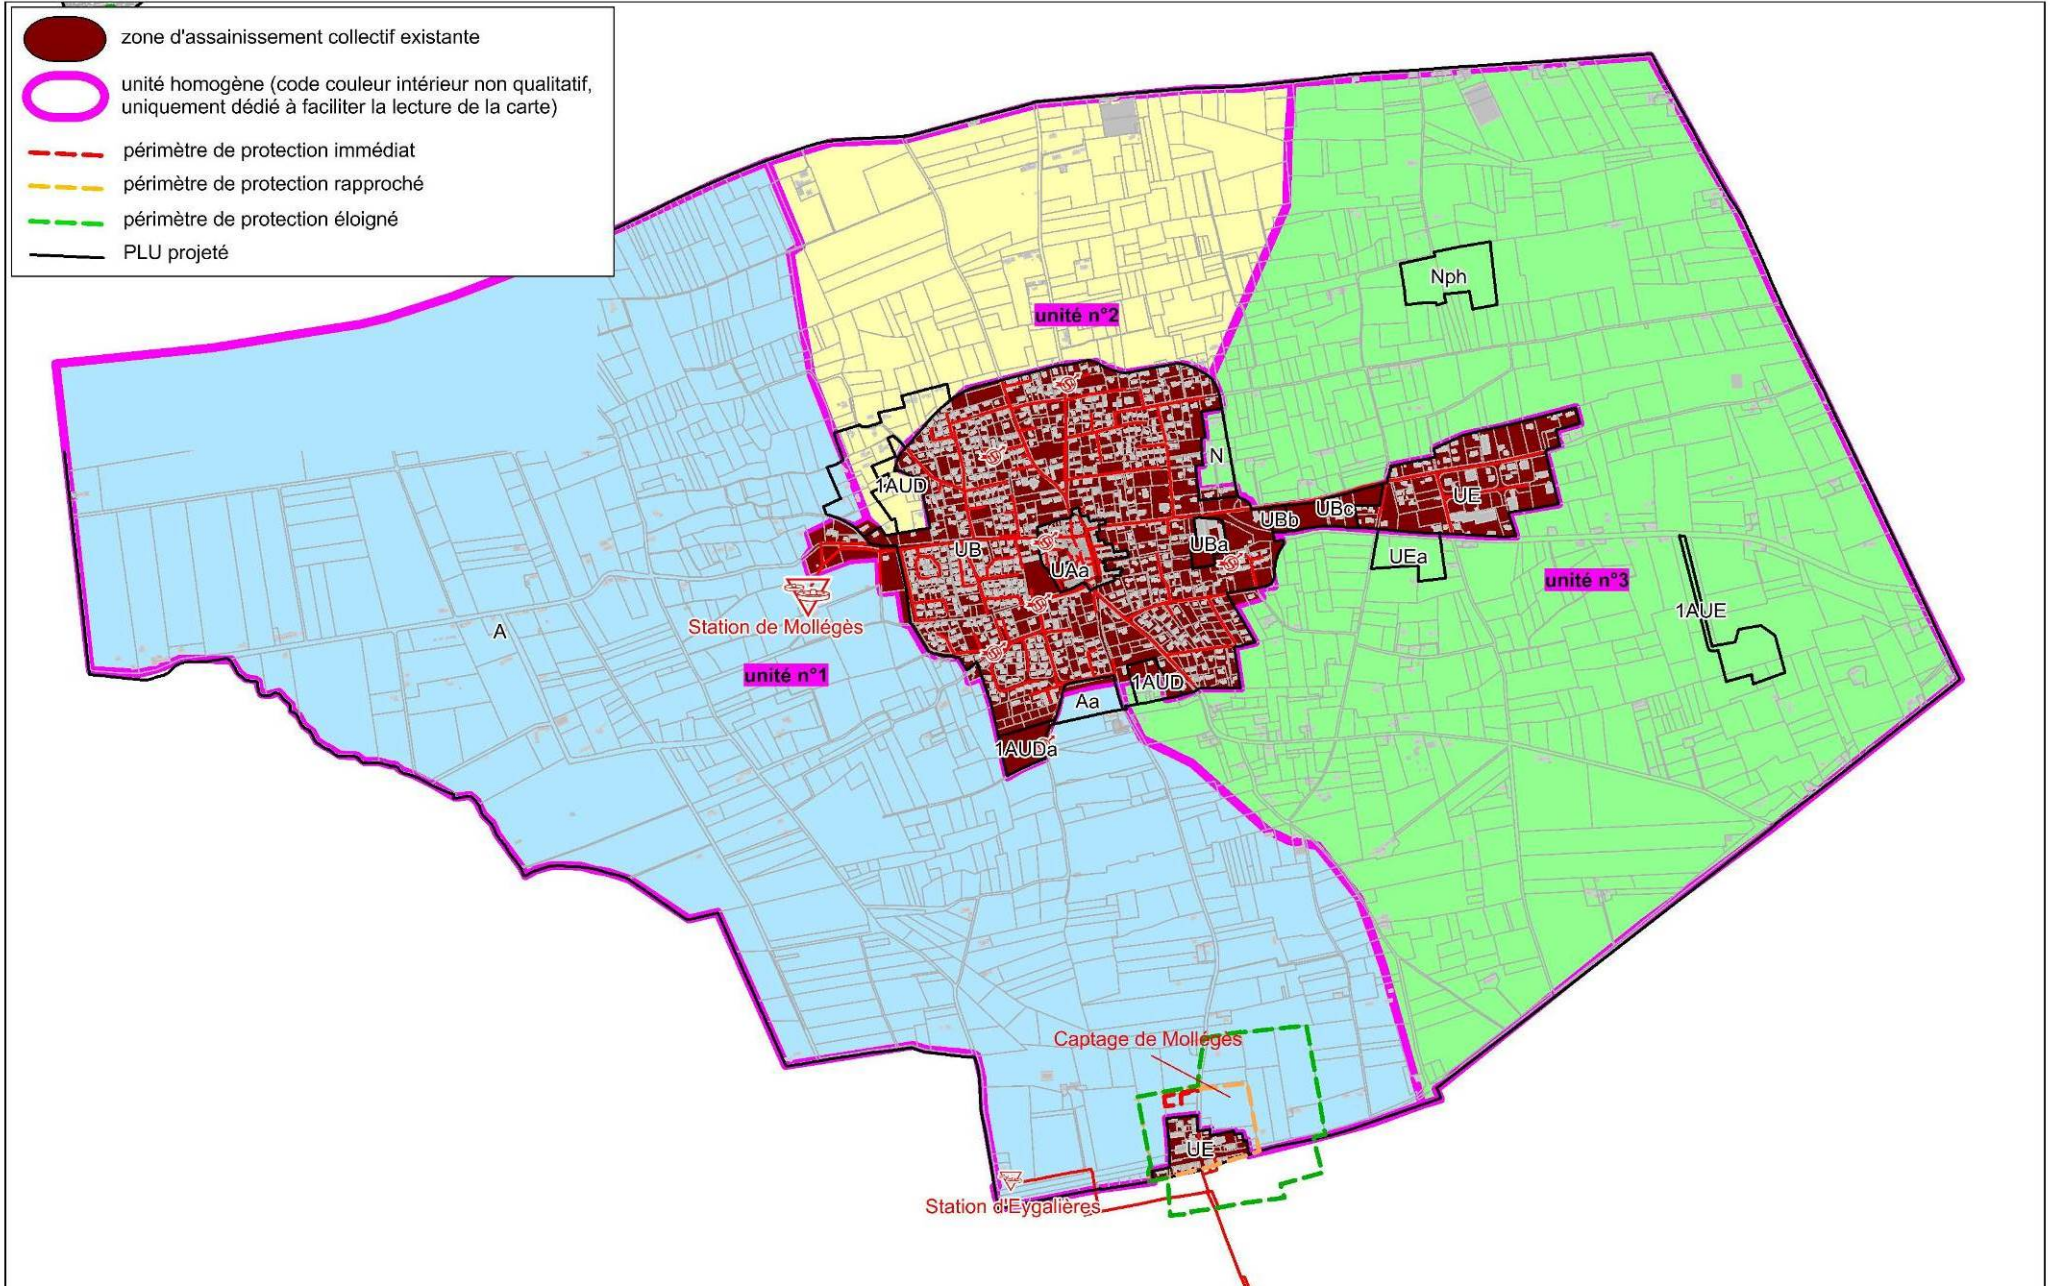 zone d'assainissement collectif existante
unité homogène (code couleur intérieur non qualitatif,
uniquement dédié à faciliter la lecture de la carte)
périmètre de protection immédiat
périmètre de protection rapproché
périmètre de protection éloigné
PLU projeté
Nph
unité n°2
N
1AUD
UE
UBc
UBb
UBa
UB
UEa
UAa
unité n°3
1AUE
A
Station de Mollégès
unité n°1
1AUD
Aa
1AUDa
Captage de Mollégès
UE
Station d'Eygalières